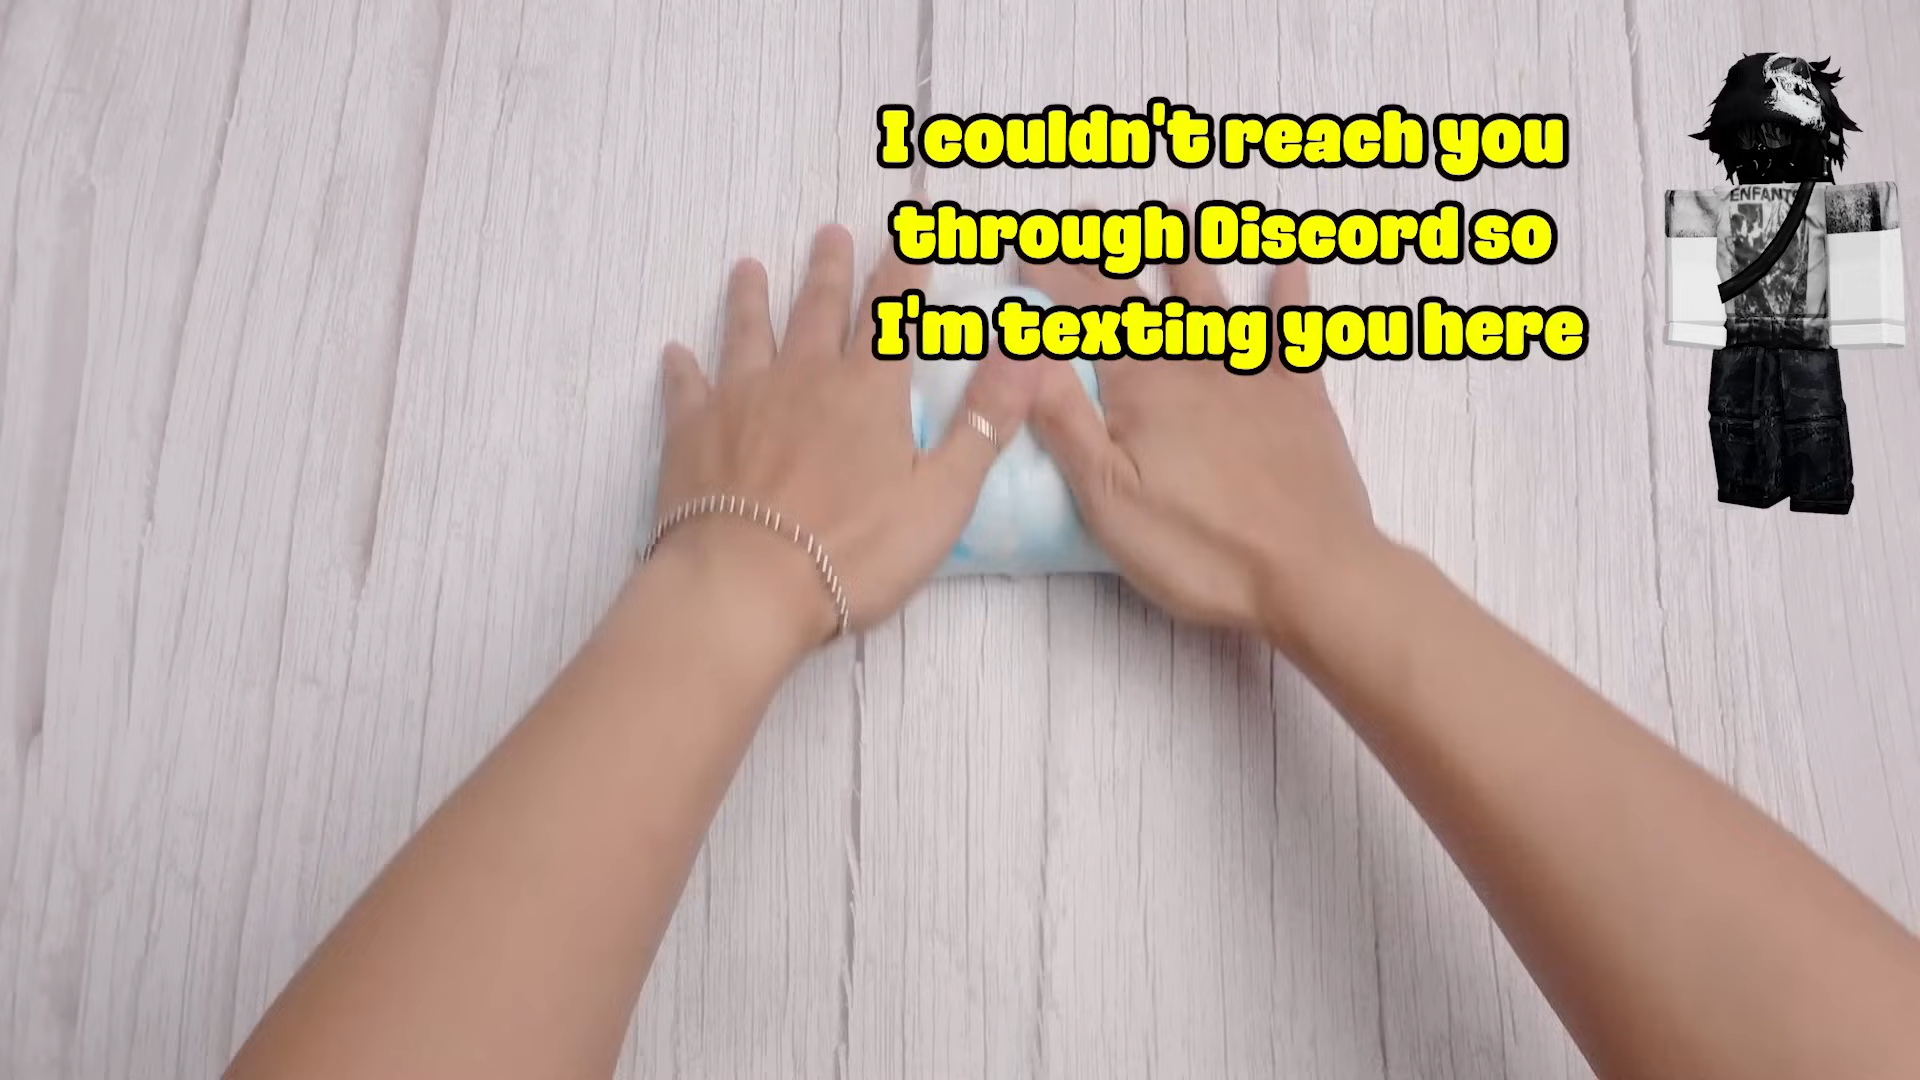 I couldn't reach you
through Discord so
I'm texting you here
ENFANTS